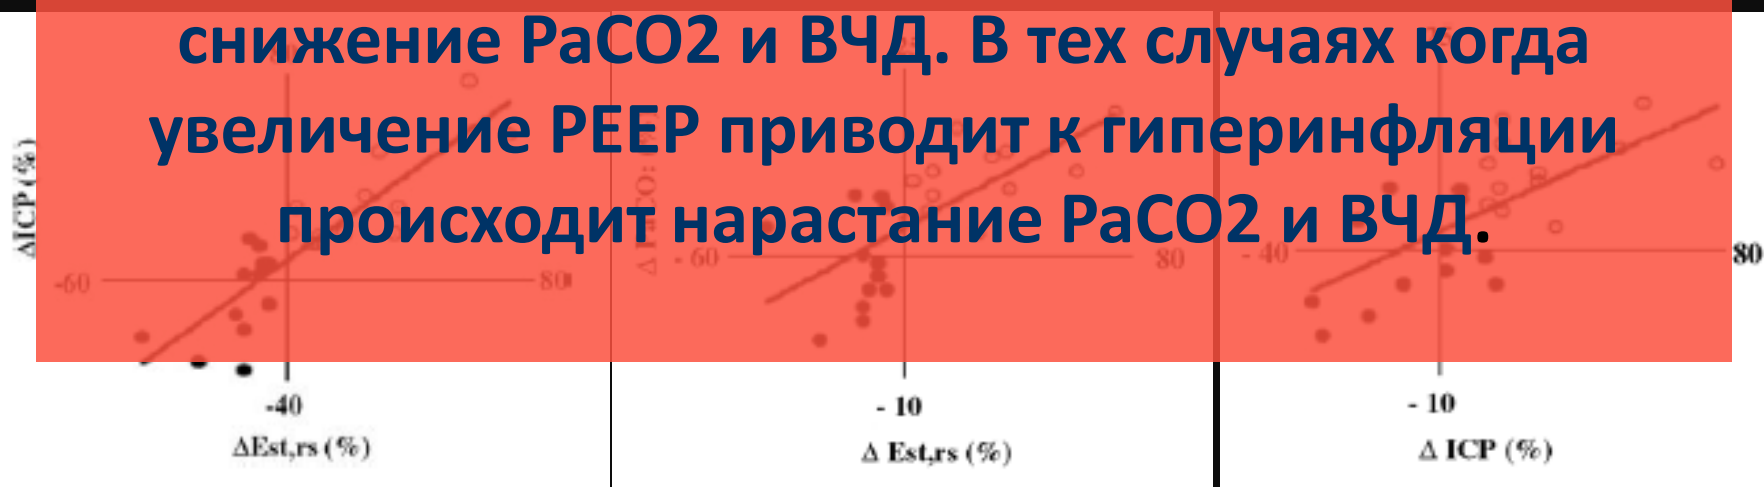 снижение PaCO2 и ВЧД. В тех случаях когда
увеличение PEEP приводит к гиперинфляции
происходит нарастание PaCO2 и ВЧД.
ΔICP (%)
-60
80
-40
ΔEst,rs (%)
- 60
80
- 10
Δ Est,rs (%)
- 40
80
- 10
Δ ICP (%)